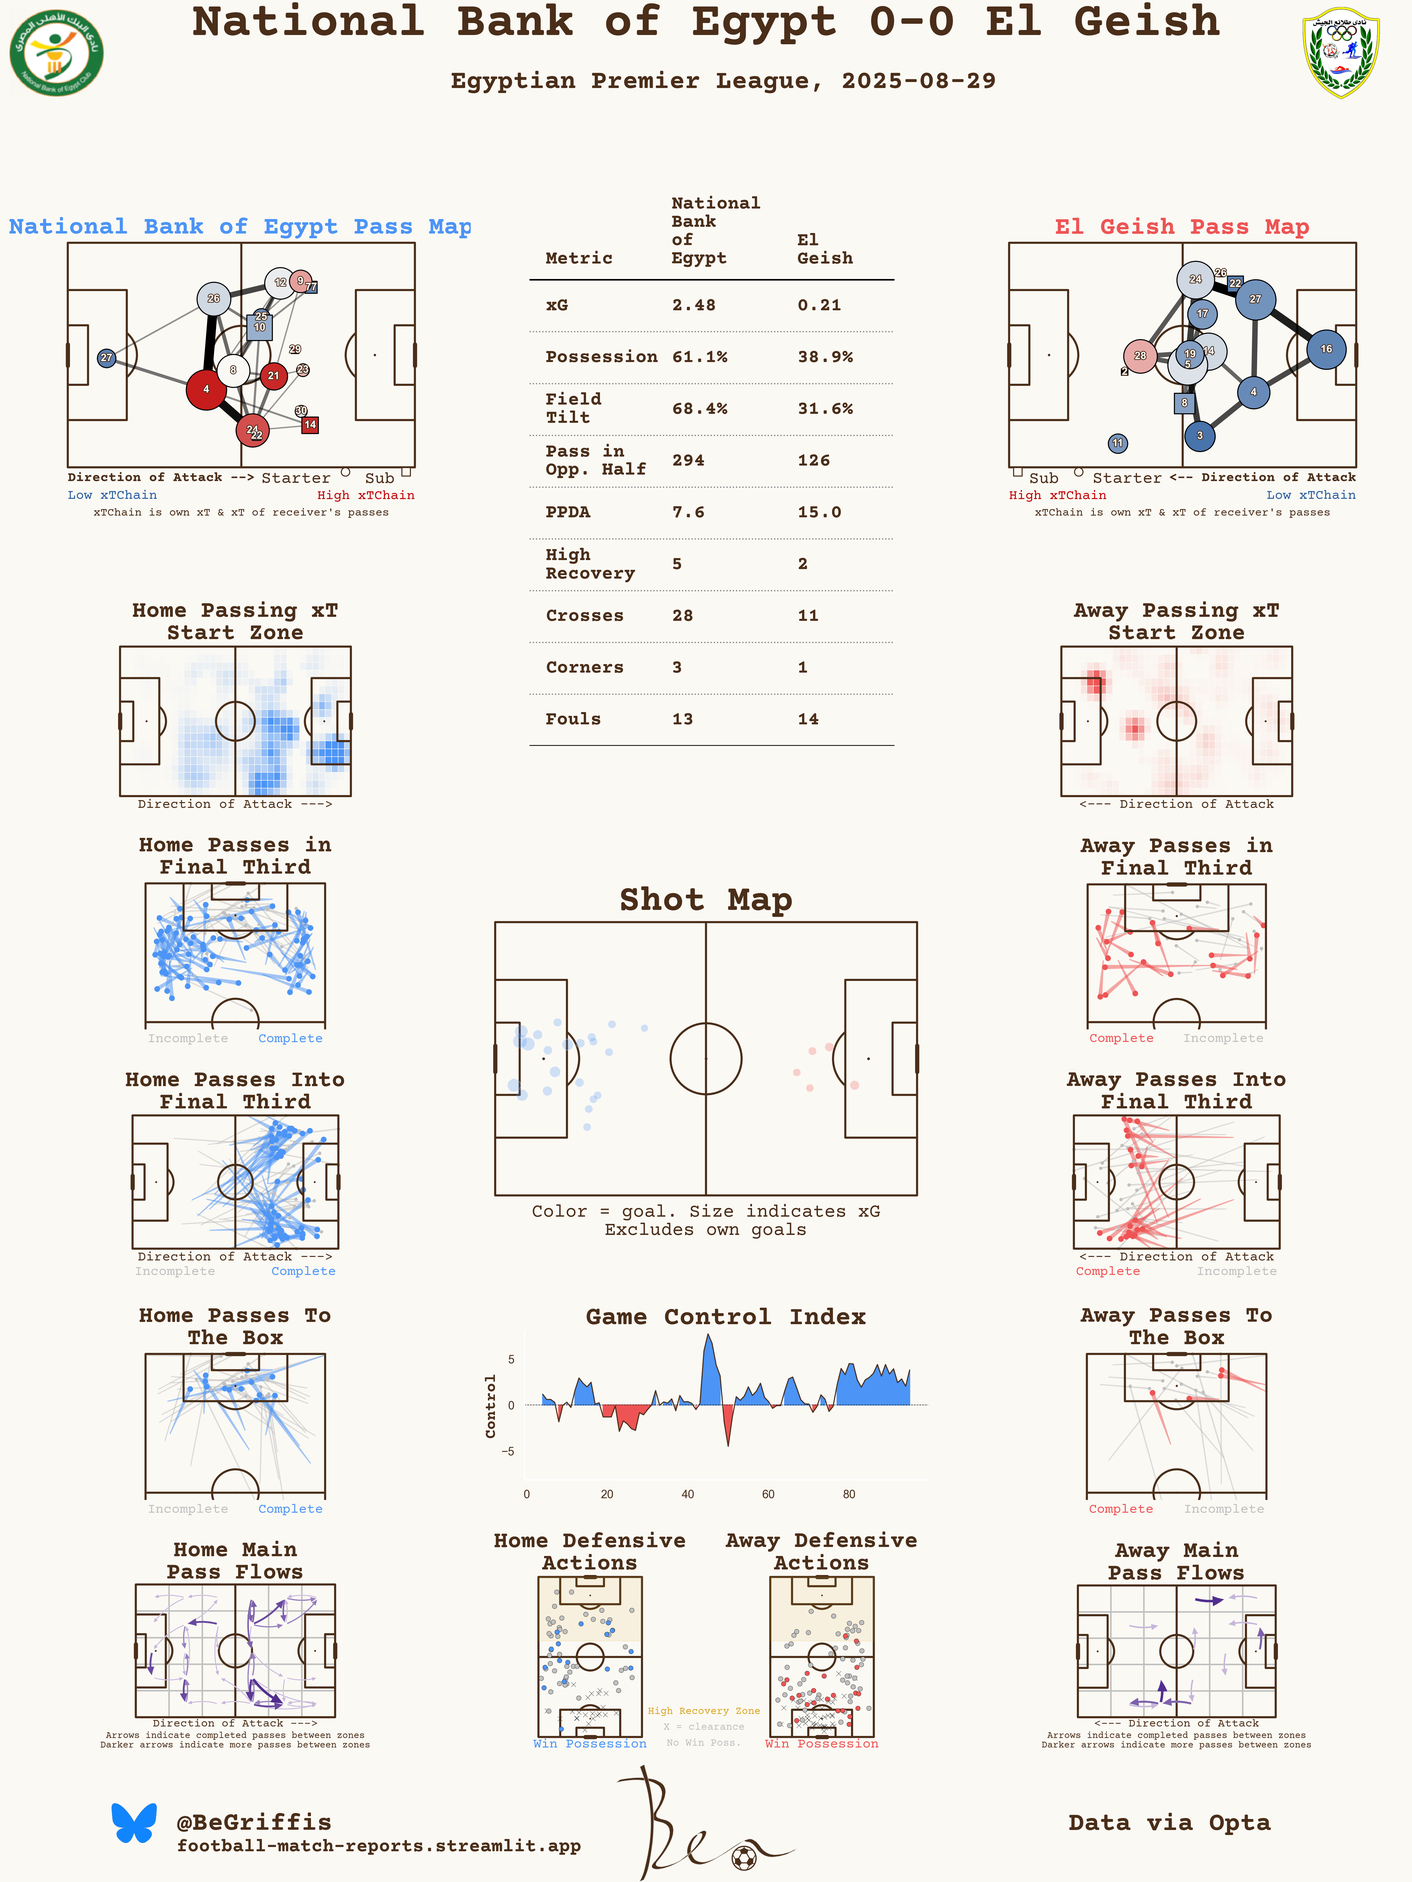 National Bank of Egypt 0-0 El Geish
Egyptian Premier League, 2025-08-29
نادى البنك الأهلى المصرى
National Bank of Egypt Club
نادى طلائع الجيش
National Bank of Egypt Pass Map
27
26
4
12
9
77
25
10
8
29
23
21
30
14
24
22
Direction of Attack --> Starter Sub
Low xTChain High xTChain
xTChain is own xT & xT of receiver's passes
Metric National Bank of Egypt El Geish
xG 2.48 0.21
Possession 61.1% 38.9%
Field Tilt 68.4% 31.6%
Pass in Opp. Half 294 126
PPDA 7.6 15.0
High Recovery 5 2
Crosses 28 11
Corners 3 1
Fouls 13 14
El Geish Pass Map
24
26
22
27
17
28
2
19
14
5
16
4
8
3
11
Sub Starter <-- Direction of Attack
High xTChain Low xTChain
xTChain is own xT & xT of receiver's passes
Home Passing xT
Start Zone
Direction of Attack --->
Away Passing xT
Start Zone
<--- Direction of Attack
Home Passes in
Final Third
Incomplete Complete
Away Passes in
Final Third
Complete Incomplete
Shot Map
Color = goal. Size indicates xG
Excludes own goals
Home Passes Into
Final Third
Direction of Attack --->
Incomplete Complete
Away Passes Into
Final Third
<--- Direction of Attack
Complete Incomplete
Home Passes To
The Box
Incomplete Complete
Game Control Index
Control
5
0
−5
0 20 40 60 80
Away Passes To
The Box
Complete Incomplete
Home Main
Pass Flows
Direction of Attack --->
Arrows indicate completed passes between zones
Darker arrows indicate more passes between zones
Home Defensive
Actions
Win Possession
High Recovery Zone
X = clearance
No Win Poss.
Away Defensive
Actions
Win Possession
Away Main
Pass Flows
<--- Direction of Attack
Arrows indicate completed passes between zones
Darker arrows indicate more passes between zones
@BeGriffis
football-match-reports.streamlit.app
Ben
Data via Opta